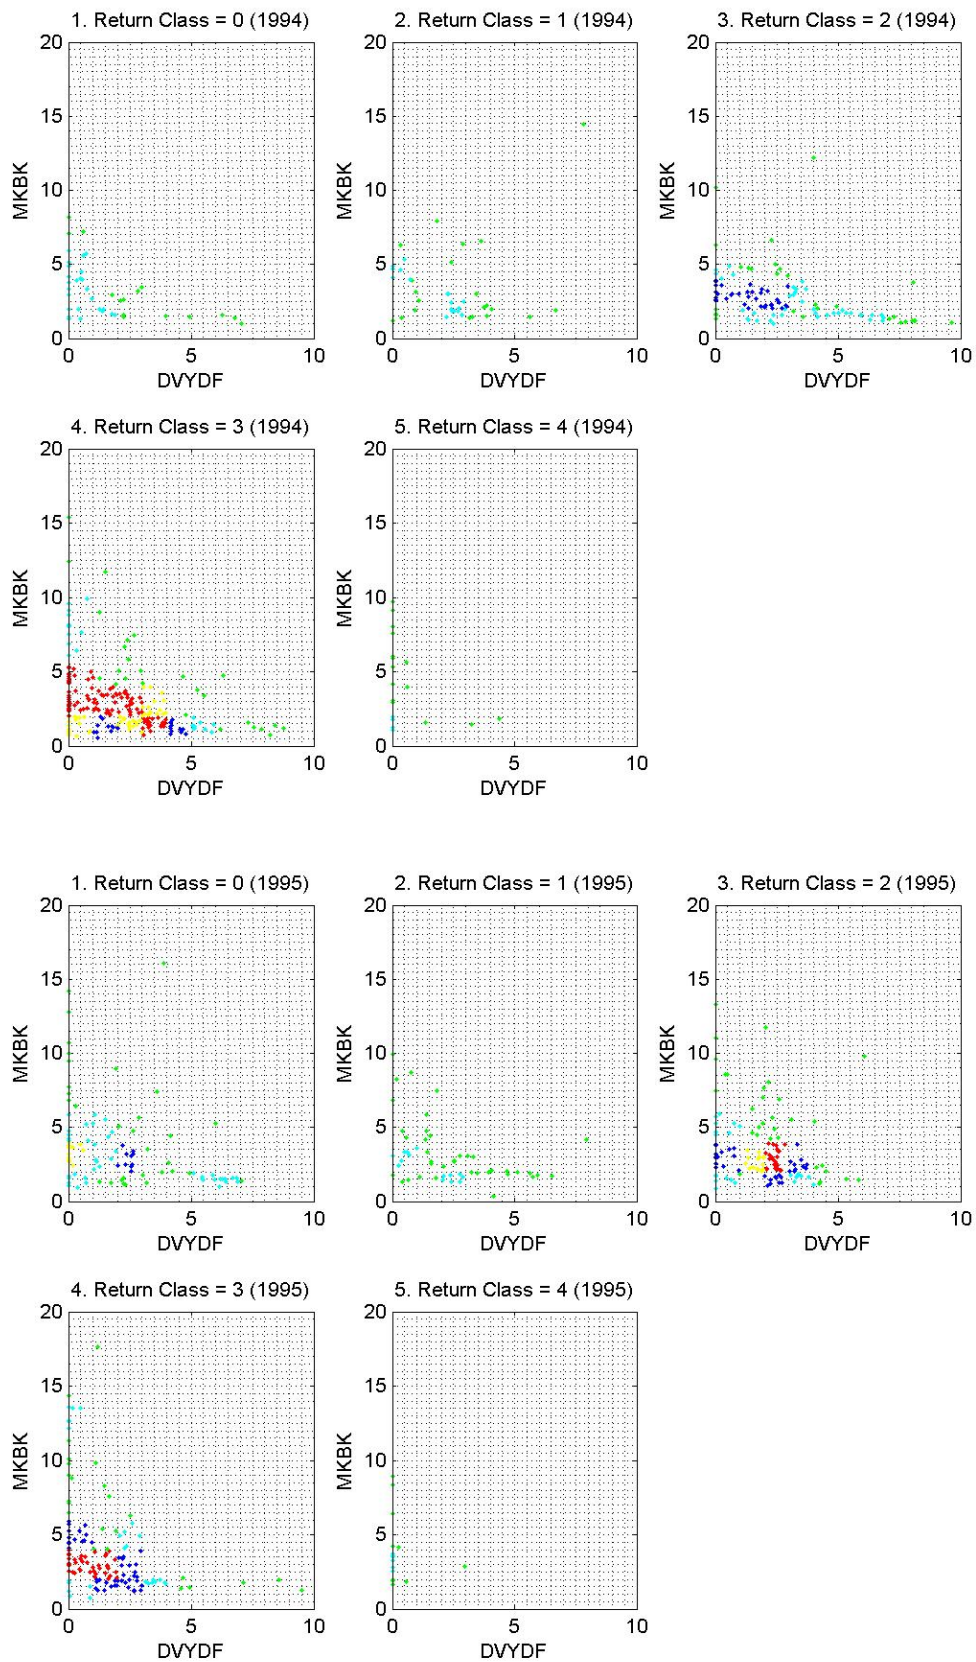 1. Return Class = 0 (1994)
2. Return Class = 1 (1994)
3. Return Class = 2 (1994)
20
15
10
5
0
MKBK
0 5 10
DVYDF
20
15
10
5
0
MKBK
0 5 10
DVYDF
20
15
10
5
0
MKBK
0 5 10
DVYDF
4. Return Class = 3 (1994)
5. Return Class = 4 (1994)
20
15
10
5
0
MKBK
0 5 10
DVYDF
20
15
10
5
0
MKBK
0 5 10
DVYDF
1. Return Class = 0 (1995)
2. Return Class = 1 (1995)
3. Return Class = 2 (1995)
20
15
10
5
0
MKBK
0 5 10
DVYDF
20
15
10
5
0
MKBK
0 5 10
DVYDF
20
15
10
5
0
MKBK
0 5 10
DVYDF
4. Return Class = 3 (1995)
5. Return Class = 4 (1995)
20
15
10
5
0
MKBK
0 5 10
DVYDF
20
15
10
5
0
MKBK
0 5 10
DVYDF